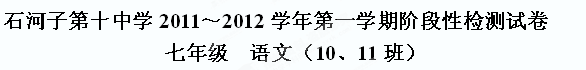 石河子第十中学 2011～2012 学年第一学期阶段性检测试卷
七年级　语文（10、11 班）